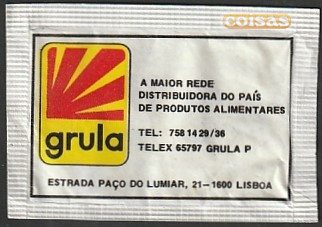 coisas
grula
A MAIOR REDE
DISTRIBUIDORA DO PAÍS
DE PRODUTOS ALIMENTARES
TEL: 758 14 29/36
TELEX 65797 GRULA P
ESTRADA PAÇO DO LUMIAR, 21-1600 LISBOA